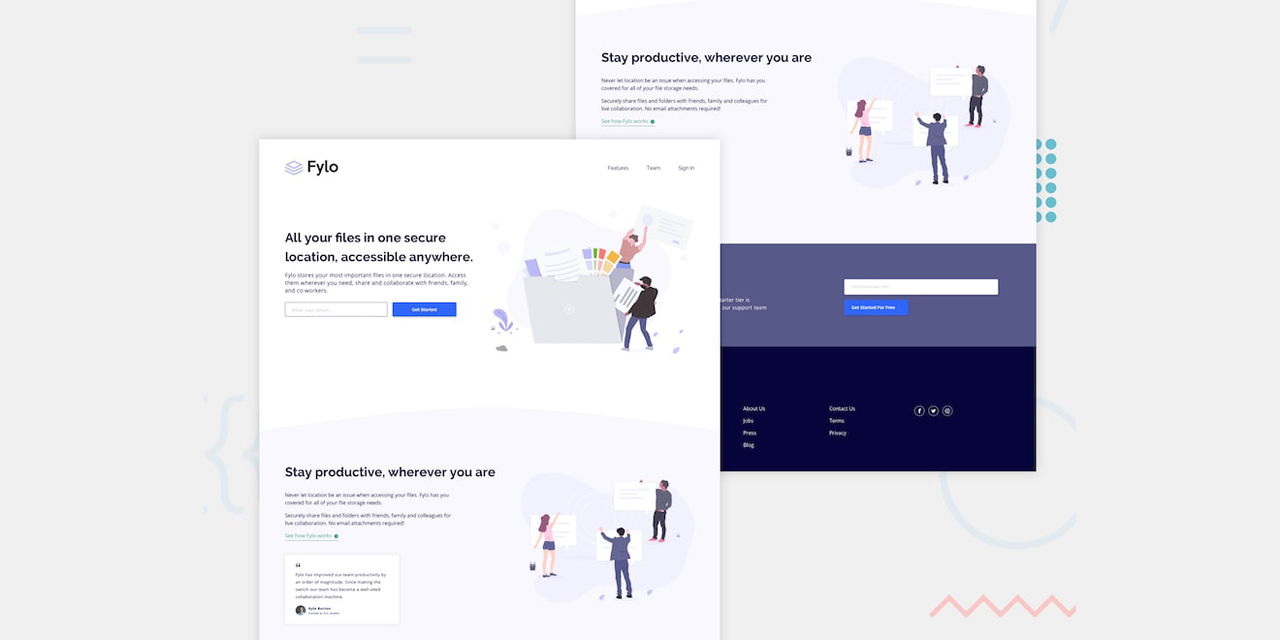 Stay productive, wherever you are
Never let location be an issue when accessing your files. Fylo has you
covered for all of your file storage needs.
Securely share files and folders with friends, family and colleagues for
live collaboration. No email attachments required!
See how Fylo works
Fylo
Features
Team
Sign In
All your files in one secure
location, accessible anywhere.
Fylo stores your most important files in one secure location. Access
them wherever you need, share and collaborate with friends, family,
and co-workers.
Enter your email...
Get Started
Stay productive, wherever you are
Never let location be an issue when accessing your files. Fylo has you
covered for all of your file storage needs.
Securely share files and folders with friends, family and colleagues for
live collaboration. No email attachments required!
See how Fylo works
“
Fylo has improved our team productivity by
an order of magnitude. Since making the
switch our team has become a well-oiled
collaboration machine.
Kyle Burton
tier is
our support team
Get Started For Free
About Us
Jobs
Press
Blog
Contact Us
Terms
Privacy